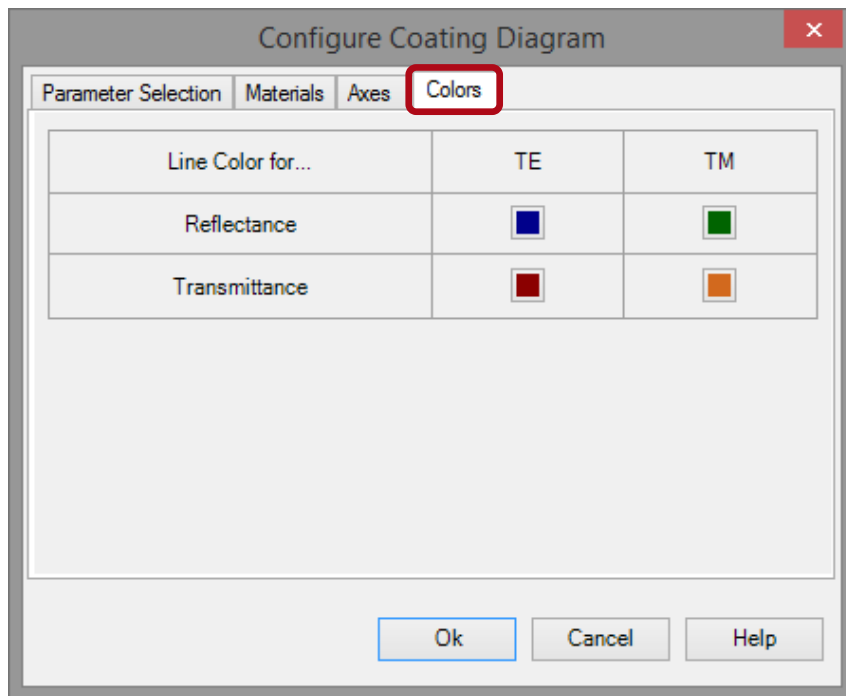 Configure Coating Diagram
Parameter Selection Materials Axes Colors
Line Color for... TE TM
Reflectance
Transmittance
Ok Cancel Help